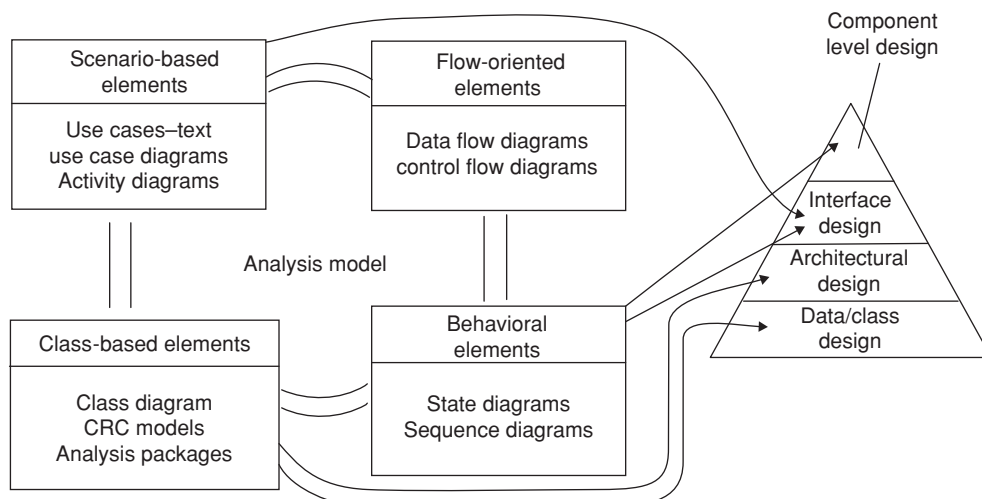 Scenario-based
elements
Use cases–text
use case diagrams
Activity diagrams
Flow-oriented
elements
Data flow diagrams
control flow diagrams
Analysis model
Class-based elements
Class diagram
CRC models
Analysis packages
Behavioral
elements
State diagrams
Sequence diagrams
Component
level design
Interface
design
Architectural
design
Data/class
design